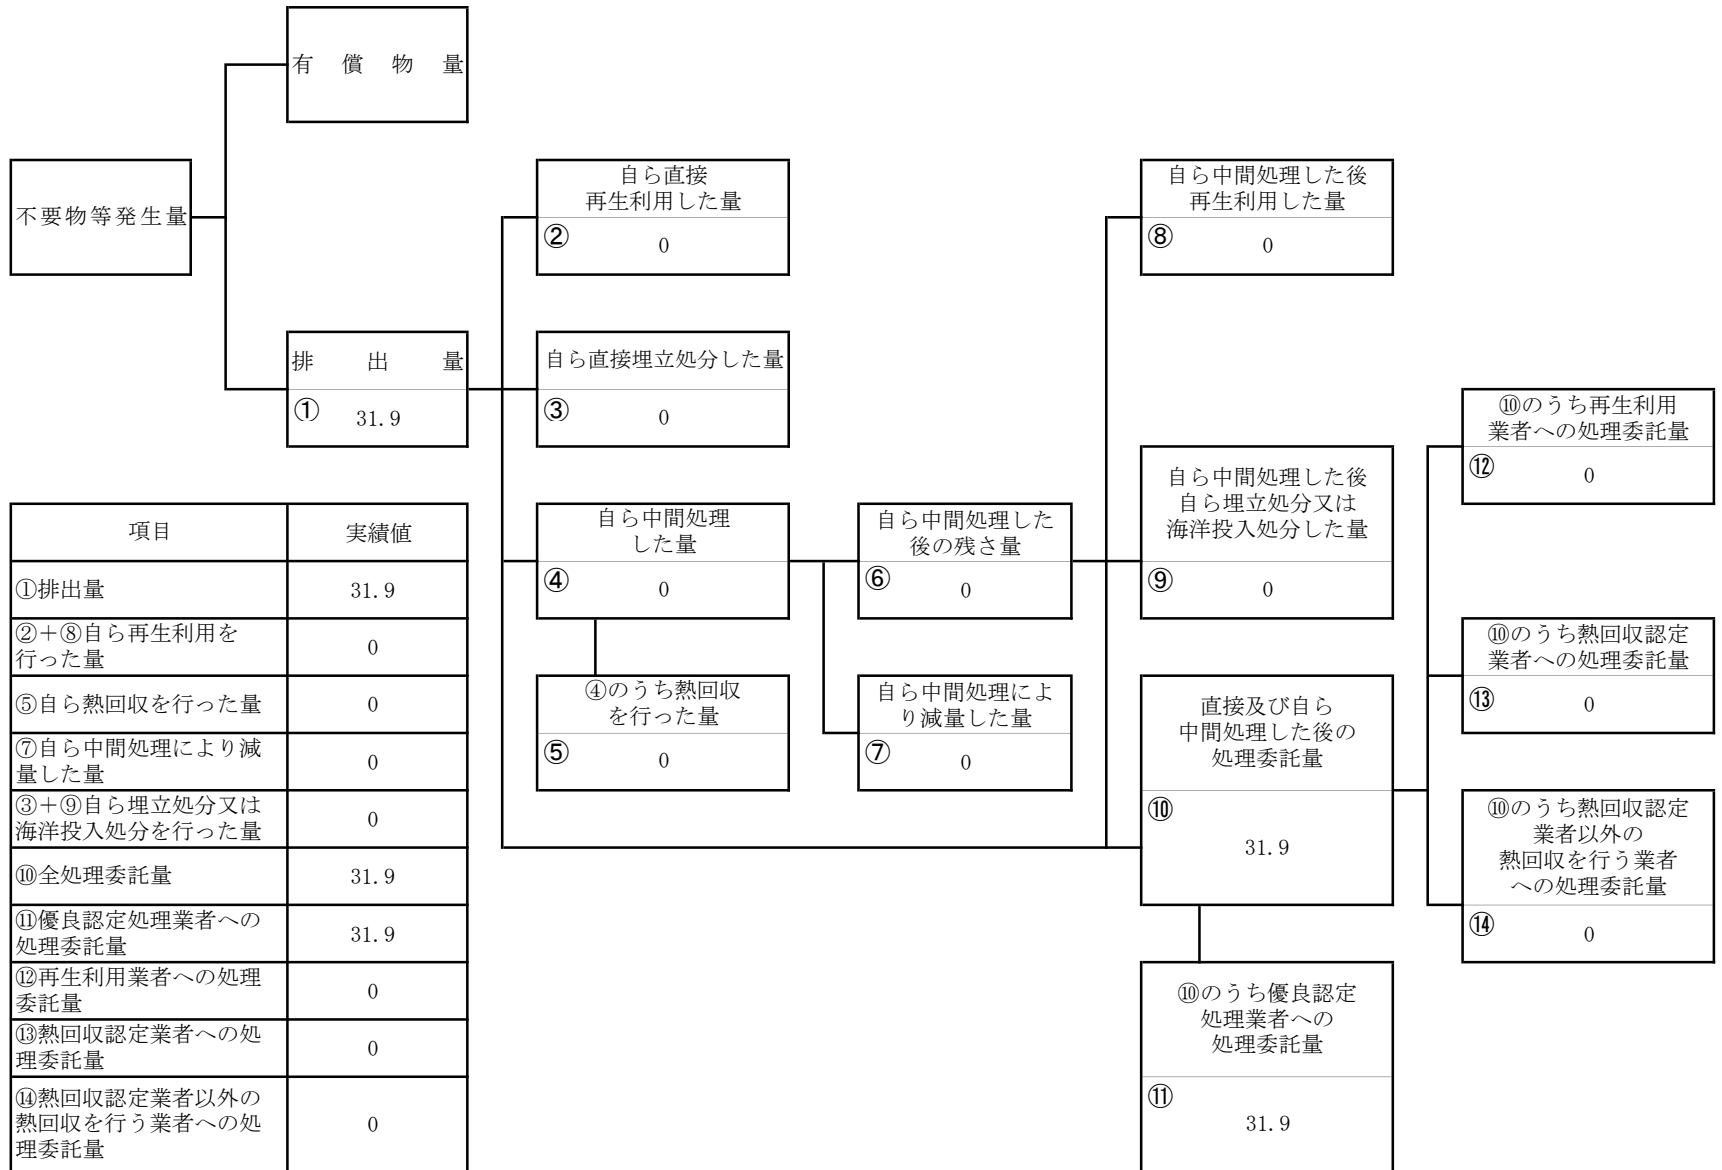 有償物量
不要物等発生量
自ら直接
再生利用した量
②
0
自ら中間処理した後
再生利用した量
⑧
0
排出量
①
31.9
自ら直接埋立処分した量
③
0
⑩のうち再生利用
業者への処理委託量
⑫
0
自ら中間処理した後
自ら埋立処分又は
海洋投入処分した量
⑨
0
自ら中間処理
した量
④
0
自ら中間処理した
後の残さ量
⑥
0
⑩のうち熱回収認定
業者への処理委託量
⑬
0
④のうち熱回収
を行った量
⑤
0
自ら中間処理によ
り減量した量
⑦
0
直接及び自ら
中間処理した後の
処理委託量
⑩
31.9
⑩のうち熱回収認定
業者以外の
熱回収を行う業者
への処理委託量
⑭
0
⑩のうち優良認定
処理業者への
処理委託量
⑪
31.9
項目 実績値
①排出量 31.9
②＋⑧自ら再生利用を
行った量 0
⑤自ら熱回収を行った量 0
⑦自ら中間処理により減
量した量 0
③＋⑨自ら埋立処分又は
海洋投入処分を行った量 0
⑩全処理委託量 31.9
⑪優良認定処理業者への
処理委託量 31.9
⑫再生利用業者への処理
委託量 0
⑬熱回収認定業者への処
理委託量 0
⑭熱回収認定業者以外の
熱回収を行う業者への処
理委託量 0